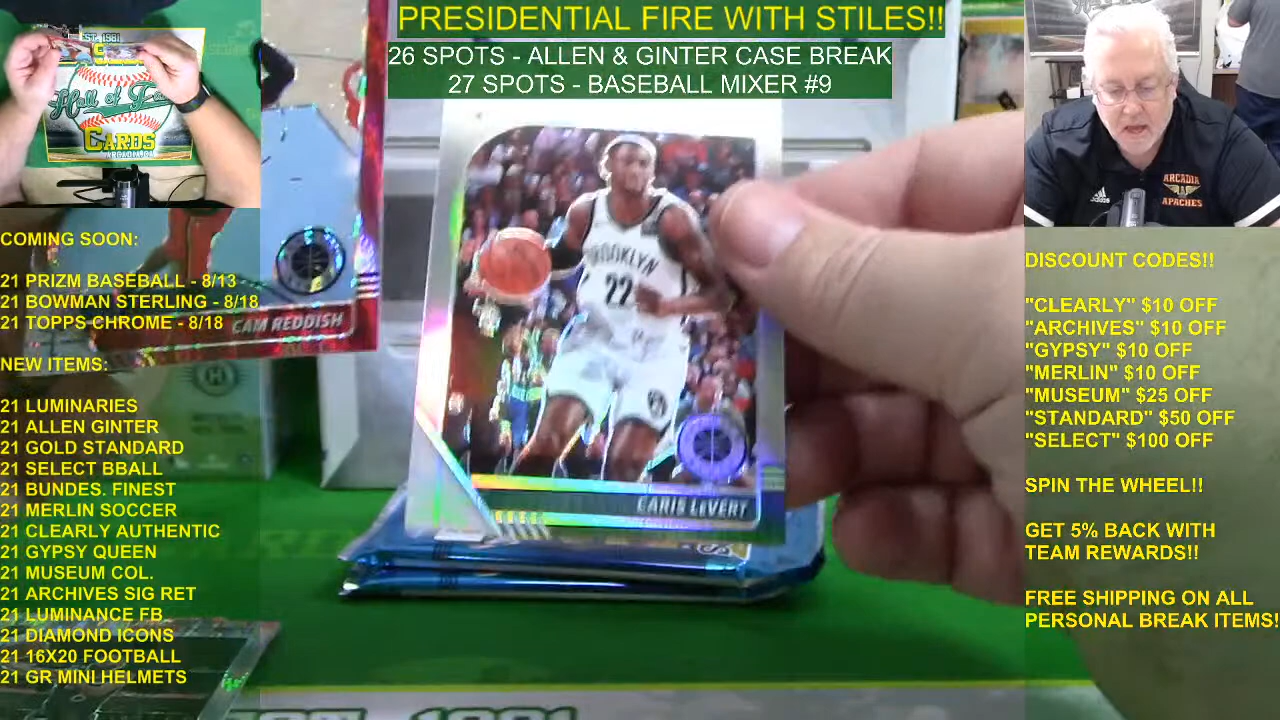 PRESIDENTIAL FIRE WITH STILES!!
26 SPOTS - ALLEN & GINTER CASE BREAK
27 SPOTS - BASEBALL MIXER #9
EST. 1981
Hall of Fa
CARDS
COMING SOON:
21 PRIZM BASEBALL - 8/13
21 BOWMAN STERLING - 8/18
21 TOPPS CHROME - 8/18
NEW ITEMS:
21 LUMINARIES
21 ALLEN GINTER
21 GOLD STANDARD
21 SELECT BBALL
21 BUNDES. FINEST
21 MERLIN SOCCER
21 CLEARLY AUTHENTIC
21 GYPSY QUEEN
21 MUSEUM COL.
21 ARCHIVES SIG RET
21 LUMINANCE FB
21 DIAMOND ICONS
21 16X20 FOOTBALL
21 GR MINI HELMETS
CAM REDDISH
BROOKLYN
22
CARIS LEVERT
ARCADIA
APACHES
adidas
DISCOUNT CODES!!
"CLEARLY" $10 OFF
"ARCHIVES" $10 OFF
"GYPSY" $10 OFF
"MERLIN" $10 OFF
"MUSEUM" $25 OFF
"STANDARD" $50 OFF
"SELECT" $100 OFF
SPIN THE WHEEL!!
GET 5% BACK WITH
TEAM REWARDS!!
FREE SHIPPING ON ALL
PERSONAL BREAK ITEMS!